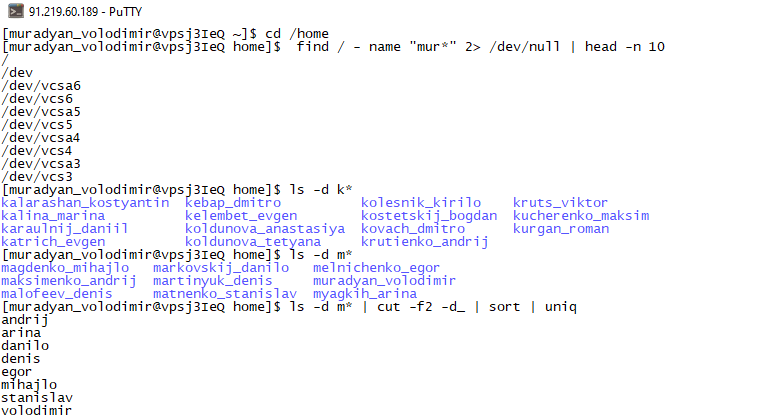 91.219.60.189 - PuTTY
[muradyan_volodimir@vpsj3IeQ ~]$ cd /home
[muradyan_volodimir@vpsj3IeQ home]$  find / - name "mur*" 2> /dev/null | head -n 10
/
/dev
/dev/vcsa6
/dev/vcs6
/dev/vcsa5
/dev/vcs5
/dev/vcsa4
/dev/vcs4
/dev/vcsa3
/dev/vcs3
[muradyan_volodimir@vpsj3IeQ home]$ ls -d k*
kalarashan_kostyantin  kebap_dmitro          kolesnik_kirilo    kruts_viktor
kalina_marina          kelembet_evgen        kostetskij_bogdan  kucherenko_maksim
karaulnij_daniil       koldunova_anastasiya  kovach_dmitro      kurgan_roman
katrich_evgen          koldunova_tetyana     krutienko_andrij
[muradyan_volodimir@vpsj3IeQ home]$ ls -d m*
magdenko_mihajlo   markovskij_danilo   melnichenko_egor
maksimenko_andrij  martinyuk_denis     muradyan_volodimir
malofeev_denis     matnenko_stanislav  myagkih_arina
[muradyan_volodimir@vpsj3IeQ home]$ ls -d m* | cut -f2 -d_ | sort | uniq
andrij
arina
danilo
denis
egor
mihajlo
stanislav
volodimir